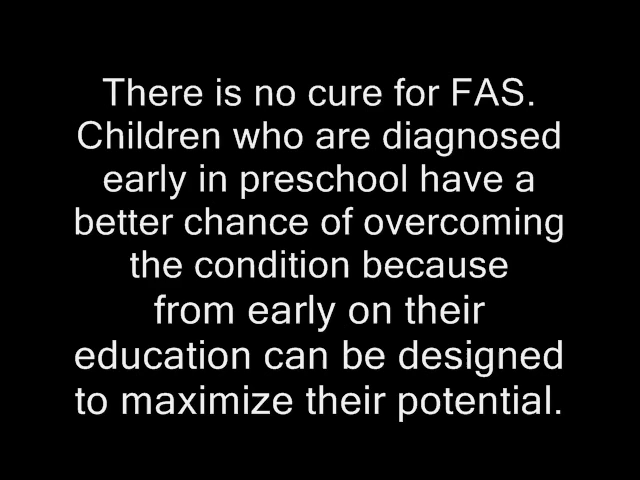 There is no cure for FAS.
Children who are diagnosed
early in preschool have a
better chance of overcoming
the condition because
from early on their
education can be designed
to maximize their potential.